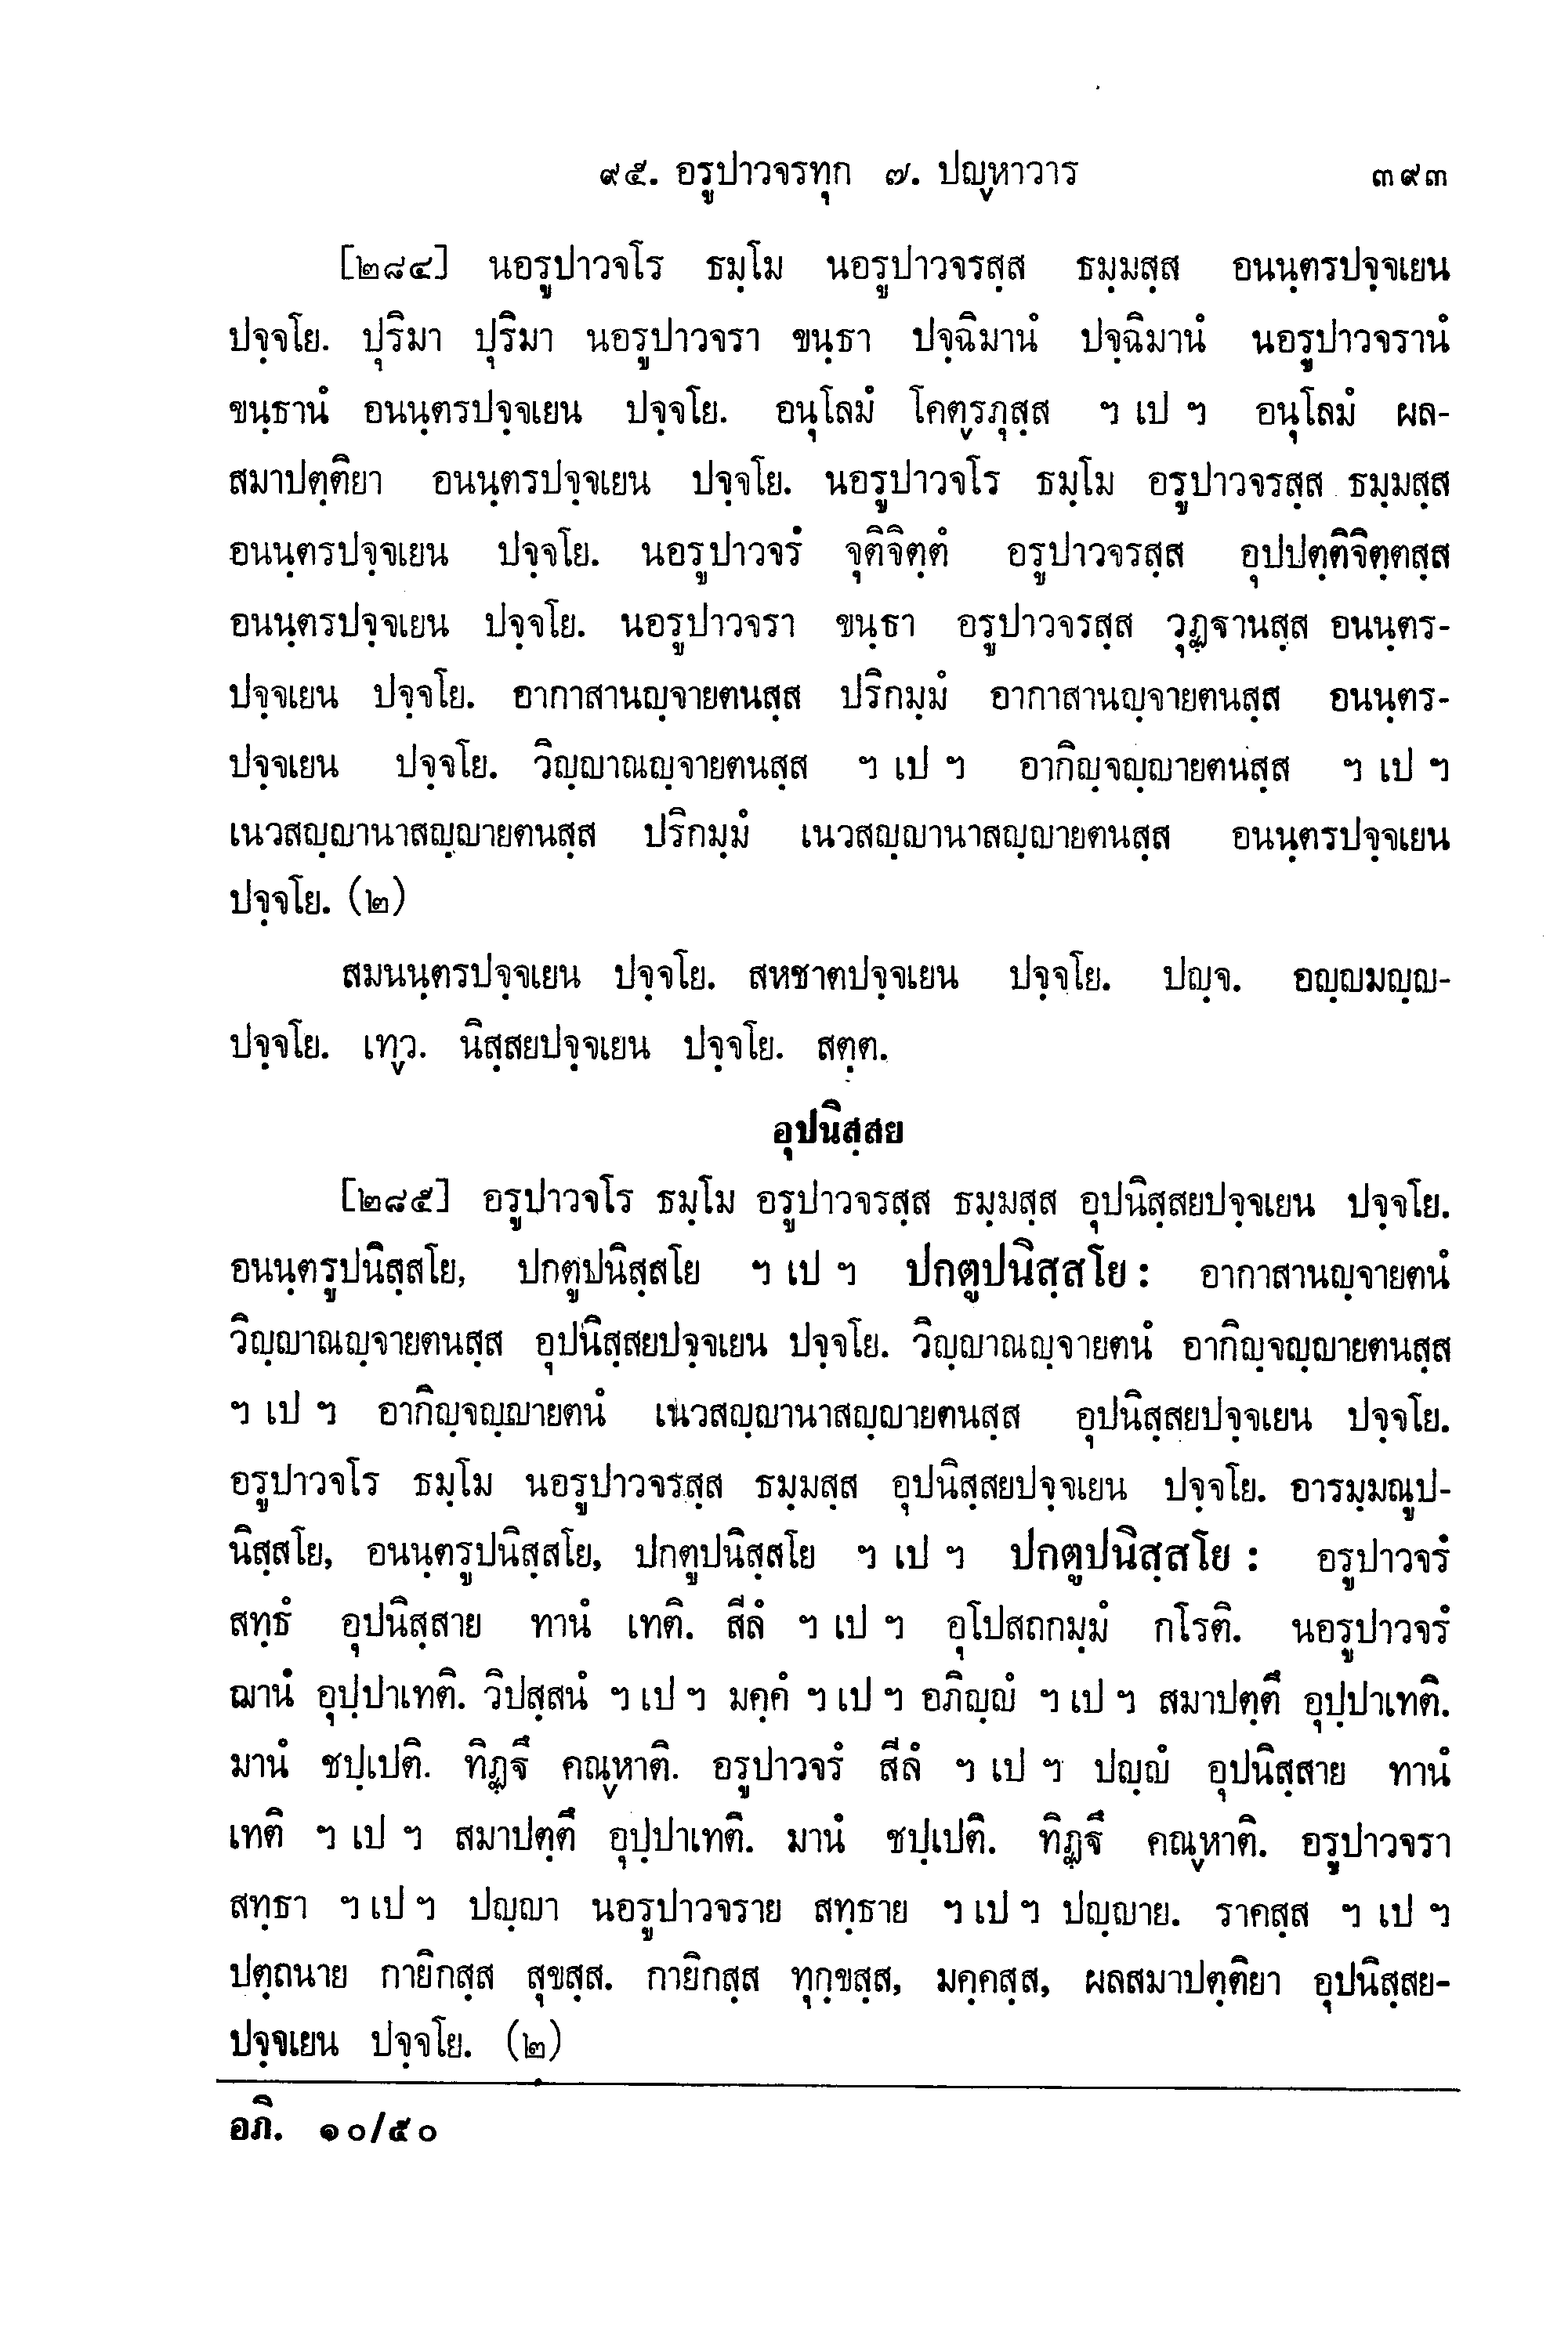 ๙๕. อรูปาวจรทุก ๗. ปญฺหาวาร ๓๙๓
[๒๘๔] นอรูปาวจโร ธมฺโม นอรูปาวจรสฺส ธมฺมสฺส อนนฺตรปจฺจเยน
ปจฺจโย. ปุริมา ปุริมา นอรูปาวจรา ขนฺธา ปจฺฉิมานํ ปจฺฉิมานํ นอรูปาวจรานํ
ขนฺธานํ อนนฺตรปจฺจเยน ปจฺจโย. อนุโลมํ โคตฺรภุสฺส ฯ เป ฯ อนุโลมํ ผล-
สมาปตฺติยา อนนฺตรปจฺจเยน ปจฺจโย. นอรูปาวจโร ธมฺโม อรูปาวจรสฺส ธมฺมสฺส
อนนฺตรปจฺจเยน ปจฺจโย. นอรูปาวจรํ จุติจิตฺตํ อรูปาวจรสฺส อุปปตฺติจิตฺตสฺส
อนนฺตรปจฺจเยน ปจฺจโย. นอรูปาวจรา ขนฺธา อรูปาวจรสฺส วุฏฺฐานสฺส อนนฺตร-
ปจฺจเยน ปจฺจโย. อากาสานญฺจายตนสฺส ปริกมฺมํ อากาสานญฺจายตนสฺส อนนฺตร-
ปจฺจเยน ปจฺจโย. วิญฺญาณญฺจายตนสฺส ฯ เป ฯ อากิญฺจญฺญายตนสฺส ฯ เป ฯ
เนวสญฺญานาสญฺญายตนสฺส ปริกมฺมํ เนวสญฺญานาสญฺญายตนสฺส อนนฺตรปจฺจเยน
ปจฺจโย. (๒)
สมนนฺตรปจฺจเยน ปจฺจโย. สหชาตปจฺจเยน ปจฺจโย. ปญฺจ. อญฺญมญฺญ-
ปจฺจโย. เทฺว. นิสฺสยปจฺจเยน ปจฺจโย. สตฺต.
อุปนิสฺสย
[๒๘๕] อรูปาวจโร ธมฺโม อรูปาวจรสฺส ธมฺมสฺส อุปนิสฺสยปจฺจเยน ปจฺจโย.
อนนฺตรูปนิสฺสโย, ปกตูปนิสฺสโย ฯ เป ฯ ปกตูปนิสฺสโย : อากาสานญฺจายตนํ
วิญฺญาณญฺจายตนสฺส อุปนิสฺสยปจฺจเยน ปจฺจโย. วิญฺญาณญฺจายตนํ อากิญฺจญฺญายตนสฺส
ฯ เป ฯ อากิญฺจญฺญายตนํ เนวสญฺญานาสญฺญายตนสฺส อุปนิสฺสยปจฺจเยน ปจฺจโย.
อรูปาวจโร ธมฺโม นอรูปาวจรสฺส ธมฺมสฺส อุปนิสฺสยปจฺจเยน ปจฺจโย. อารมฺมณูป-
นิสฺสโย, อนนฺตรูปนิสฺสโย, ปกตูปนิสฺสโย ฯ เป ฯ ปกตูปนิสฺสโย : อรูปาวจรํ
สทฺธํ อุปนิสฺสาย ทานํ เทติ. สีลํ ฯ เป ฯ อุโปสถกมฺมํ กโรติ. นอรูปาวจรํ
ฌานํ อุปฺปาเทติ. วิปสฺสนํ ฯ เป ฯ มคฺคํ ฯ เป ฯ อภิญฺญํ ฯ เป ฯ สมาปตฺตึ อุปฺปาเทติ.
มานํ ชปฺเปติ. ทิฏฺฐึ คณฺหาติ. อรูปาวจรํ สีลํ ฯ เป ฯ ปญฺญํ อุปนิสฺสาย ทานํ
เทติ ฯ เป ฯ สมาปตฺตึ อุปฺปาเทติ. มานํ ชปฺเปติ. ทิฏฺฐึ คณฺหาติ. อรูปาวจรา
สทฺธา ฯ เป ฯ ปญฺญา นอรูปาวจราย สทฺธาย ฯ เป ฯ ปญฺญาย. ราคสฺส ฯ เป ฯ
ปตฺถนาย กายิกสฺส สุขสฺส. กายิกสฺส ทุกฺขสฺส, มคฺคสฺส, ผลสมาปตฺติยา อุปนิสฺสย-
ปจฺจเยน ปจฺจโย. (๒)
อภิ. ๑๐/๕๐